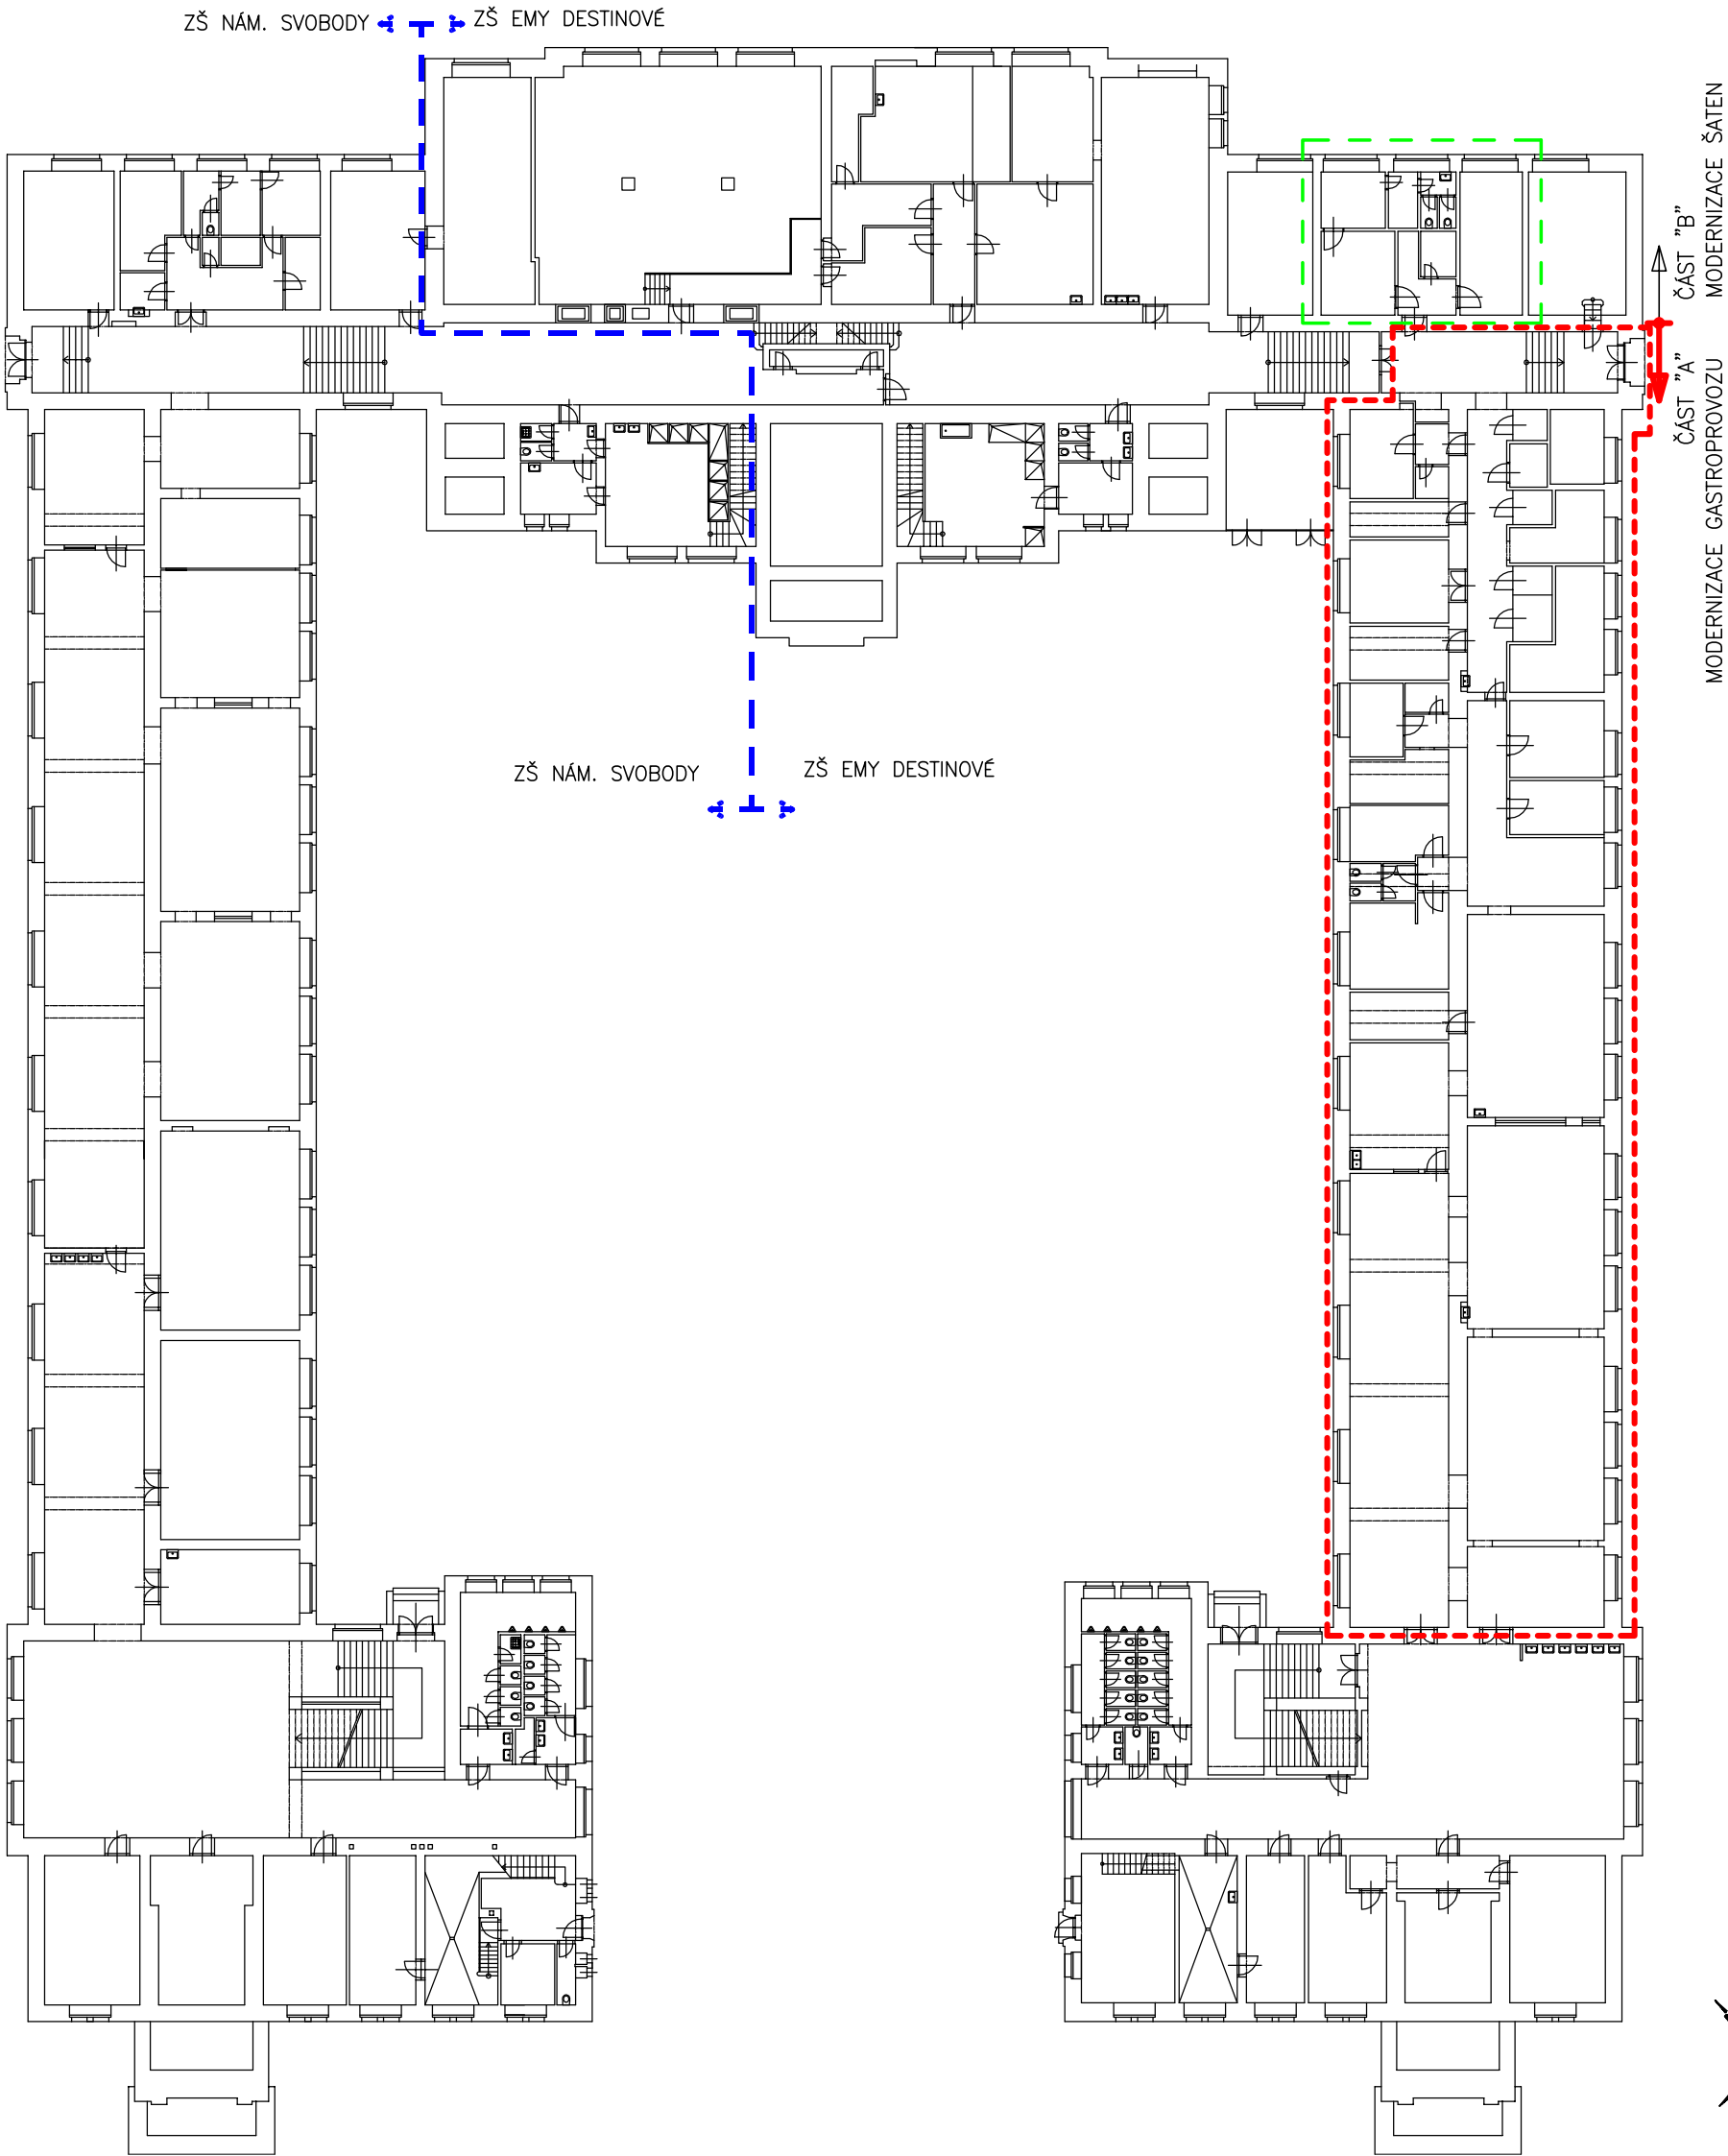 ZŠ NÁM. SVOBODY
ZŠ EMY DESTINOVÉ
ČÁST "B"
MODERNIZACE ŠATEN
ČÁST "A"
MODERNIZACE GASTROPROVOZU
ZŠ NÁM. SVOBODY
ZŠ EMY DESTINOVÉ